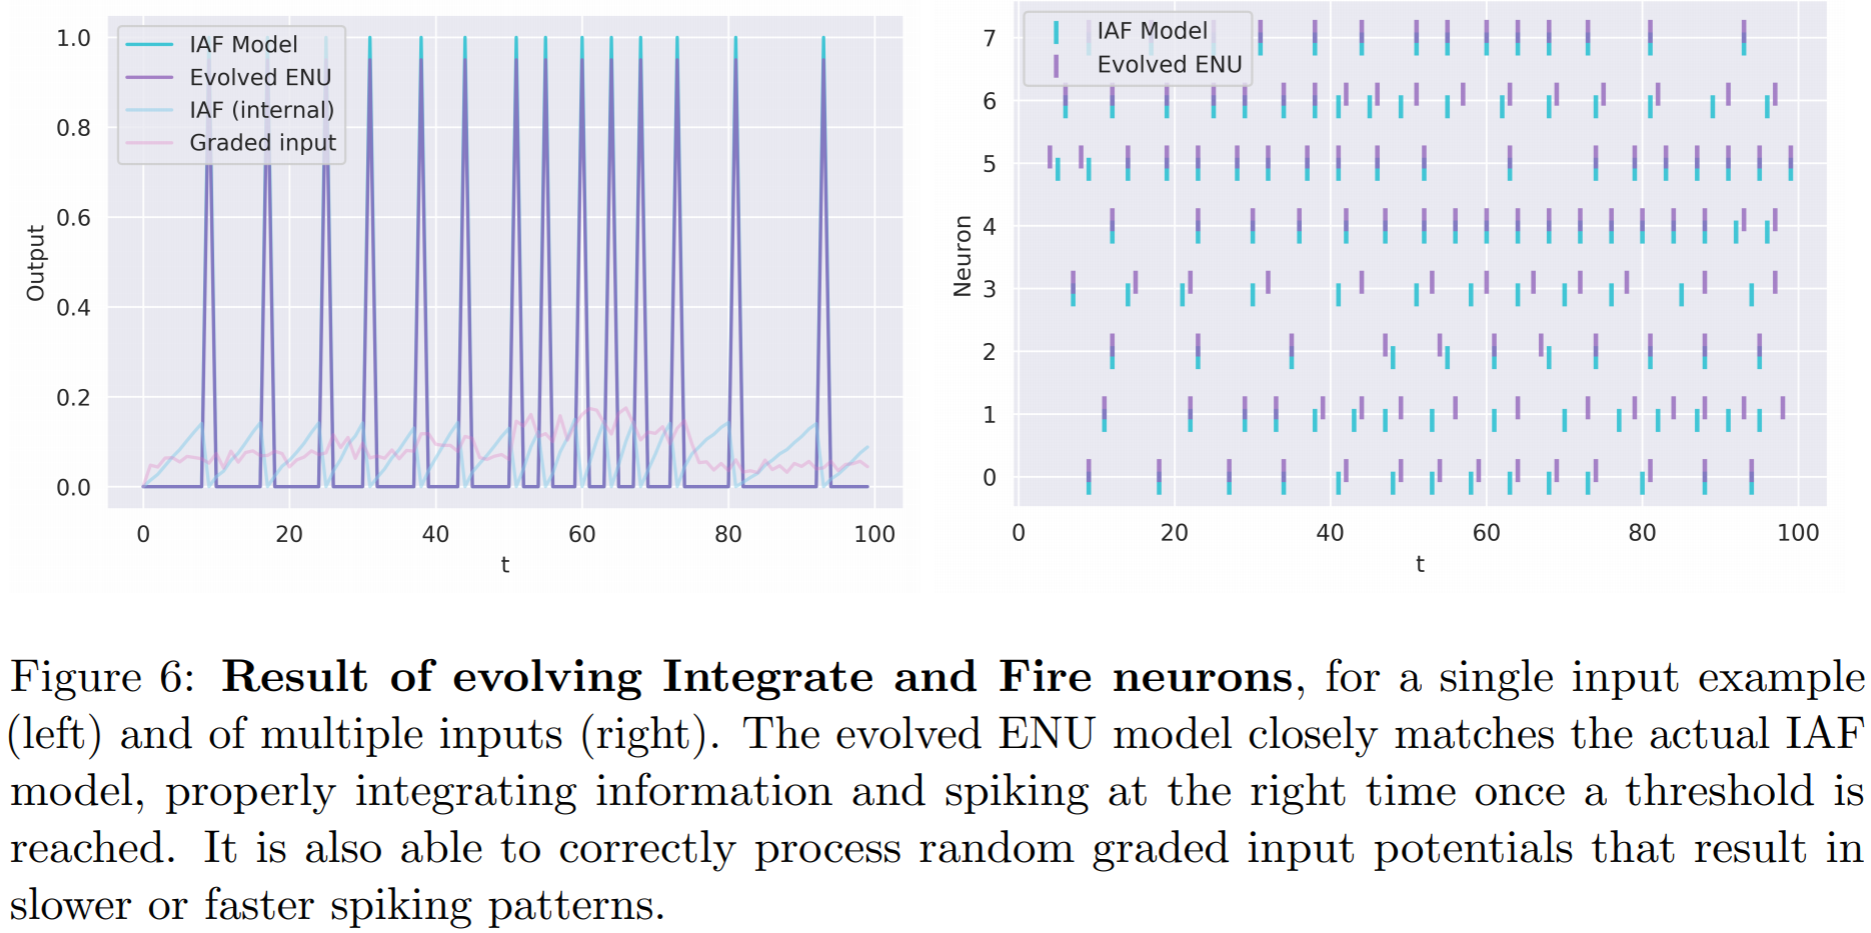 1.0
0.8
0.6
0.4
0.2
0.0
Output
0 20 40 60 80 100
t
IAF Model
Evolved ENU
IAF (internal)
Graded input
7
6
5
4
3
2
1
0
Neuron
0 20 40 60 80 100
t
IAF Model
Evolved ENU
Figure 6: Result of evolving Integrate and Fire neurons, for a single input example
(left) and of multiple inputs (right). The evolved ENU model closely matches the actual IAF
model, properly integrating information and spiking at the right time once a threshold is
reached. It is also able to correctly process random graded input potentials that result in
slower or faster spiking patterns.